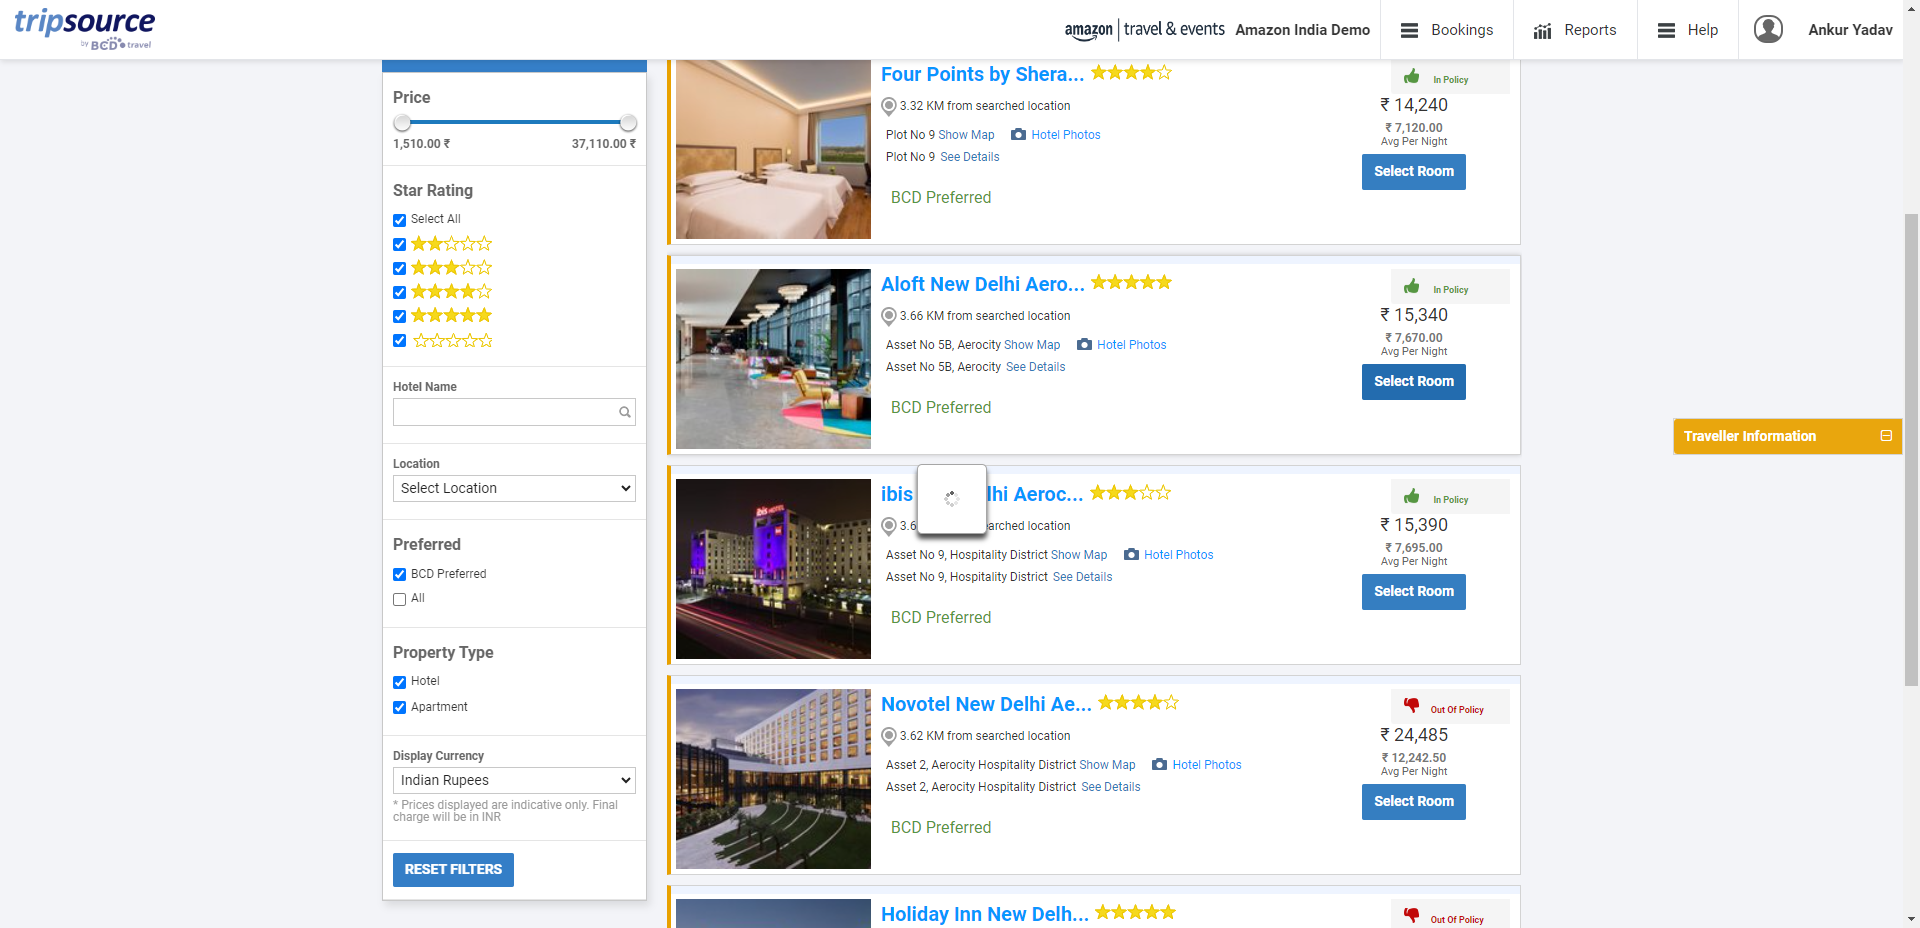 tripsource
by BCD travel
amazon | travel & events Amazon India Demo
Bookings
Reports
Help
Ankur Yadav
Price
1,510.00 ₹ 37,110.00 ₹
Star Rating
Select All
Hotel Name
Location
Select Location
Preferred
BCD Preferred
All
Property Type
Hotel
Apartment
Display Currency
Indian Rupees
* Prices displayed are indicative only. Final
charge will be in INR
RESET FILTERS
Four Points by Shera...
In Policy
3.32 KM from searched location
₹ 14,240
₹ 7,120.00
Avg Per Night
Plot No 9 Show Map Hotel Photos
Plot No 9 See Details
Select Room
BCD Preferred
Aloft New Delhi Aero...
In Policy
3.66 KM from searched location
₹ 15,340
₹ 7,670.00
Avg Per Night
Asset No 5B, Aerocity Show Map Hotel Photos
Asset No 5B, Aerocity See Details
Select Room
BCD Preferred
Traveller Information
ibis lhi Aeroc...
In Policy
3.6 earched location
₹ 15,390
₹ 7,695.00
Avg Per Night
Asset No 9, Hospitality District Show Map Hotel Photos
Asset No 9, Hospitality District See Details
Select Room
BCD Preferred
ibis HOTEL
Novotel New Delhi Ae...
Out Of Policy
3.62 KM from searched location
₹ 24,485
₹ 12,242.50
Avg Per Night
Asset 2, Aerocity Hospitality District Show Map Hotel Photos
Asset 2, Aerocity Hospitality District See Details
Select Room
BCD Preferred
Holiday Inn New Delh...
Out Of Policy